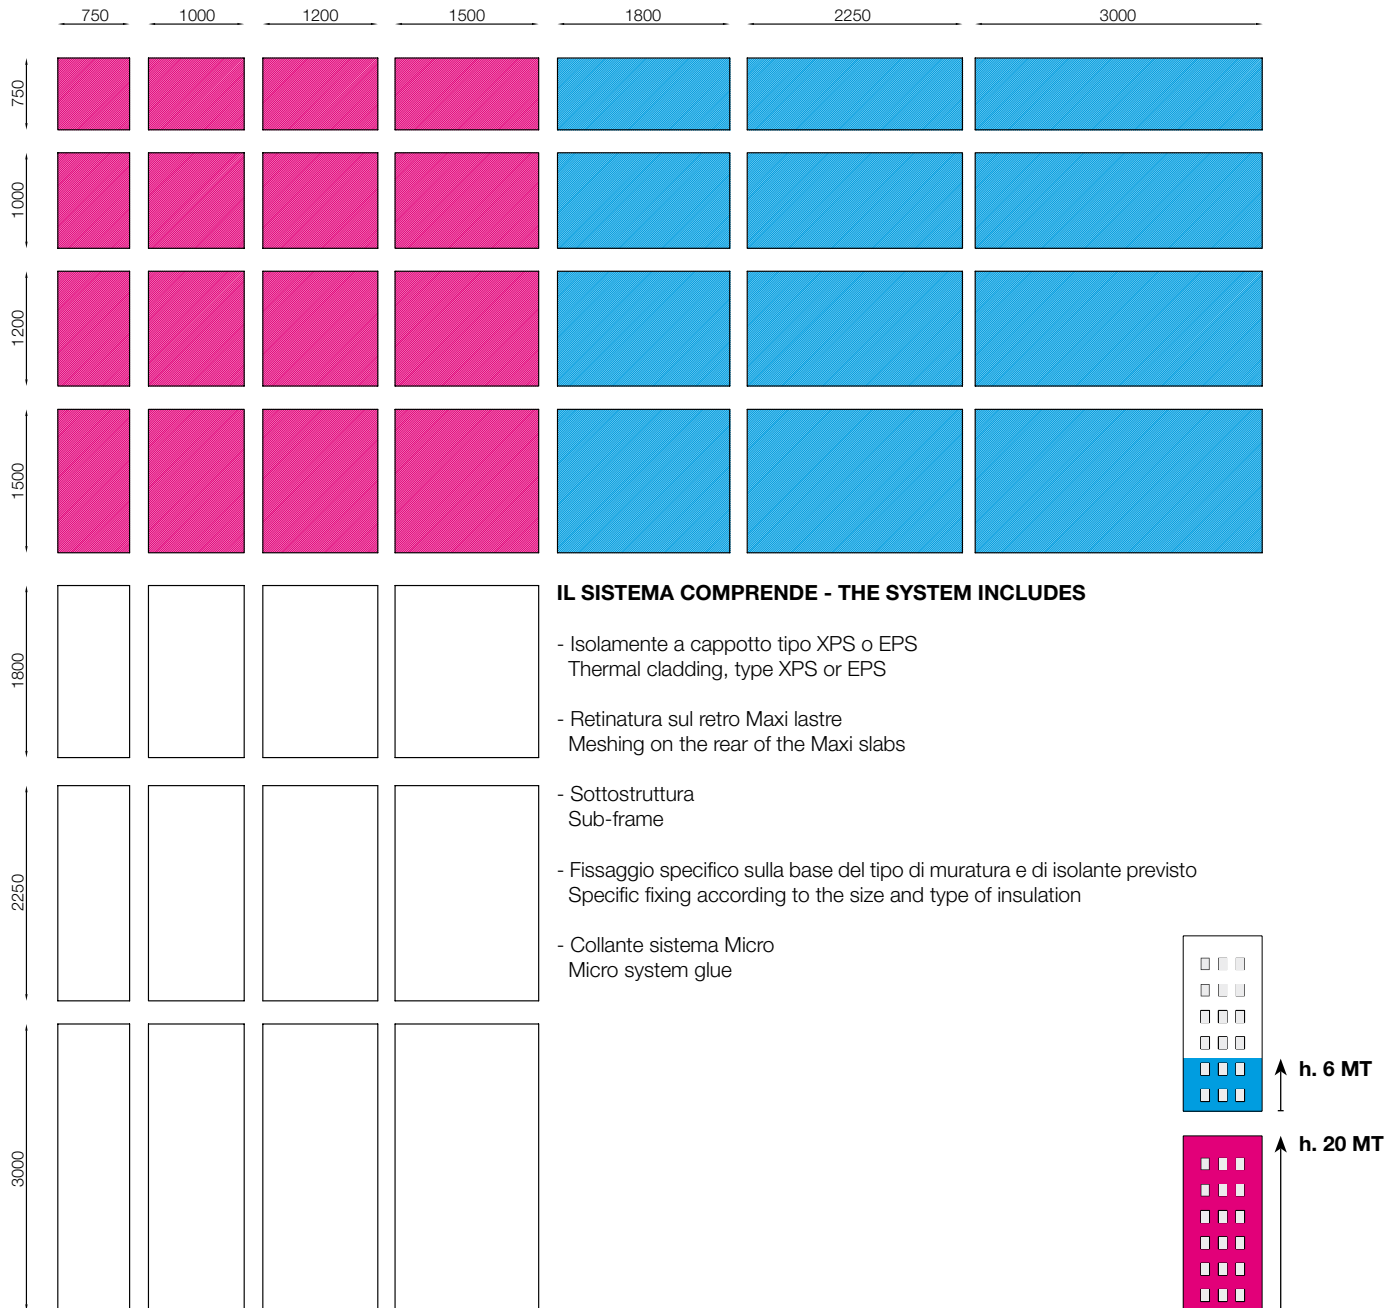 750 1000 1200 1500 1800 2250 3000
750
1000
1200
1500
1800
2250
3000
IL SISTEMA COMPRENDE - THE SYSTEM INCLUDES
- Isolamente a cappotto tipo XPS o EPS
Thermal cladding, type XPS or EPS
- Retinatura sul retro Maxi lastre
Meshing on the rear of the Maxi slabs
- Sottostruttura
Sub-frame
- Fissaggio specifico sulla base del tipo di muratura e di isolante previsto
Specific fixing according to the size and type of insulation
- Collante sistema Micro
Micro system glue
h. 6 MT
h. 20 MT